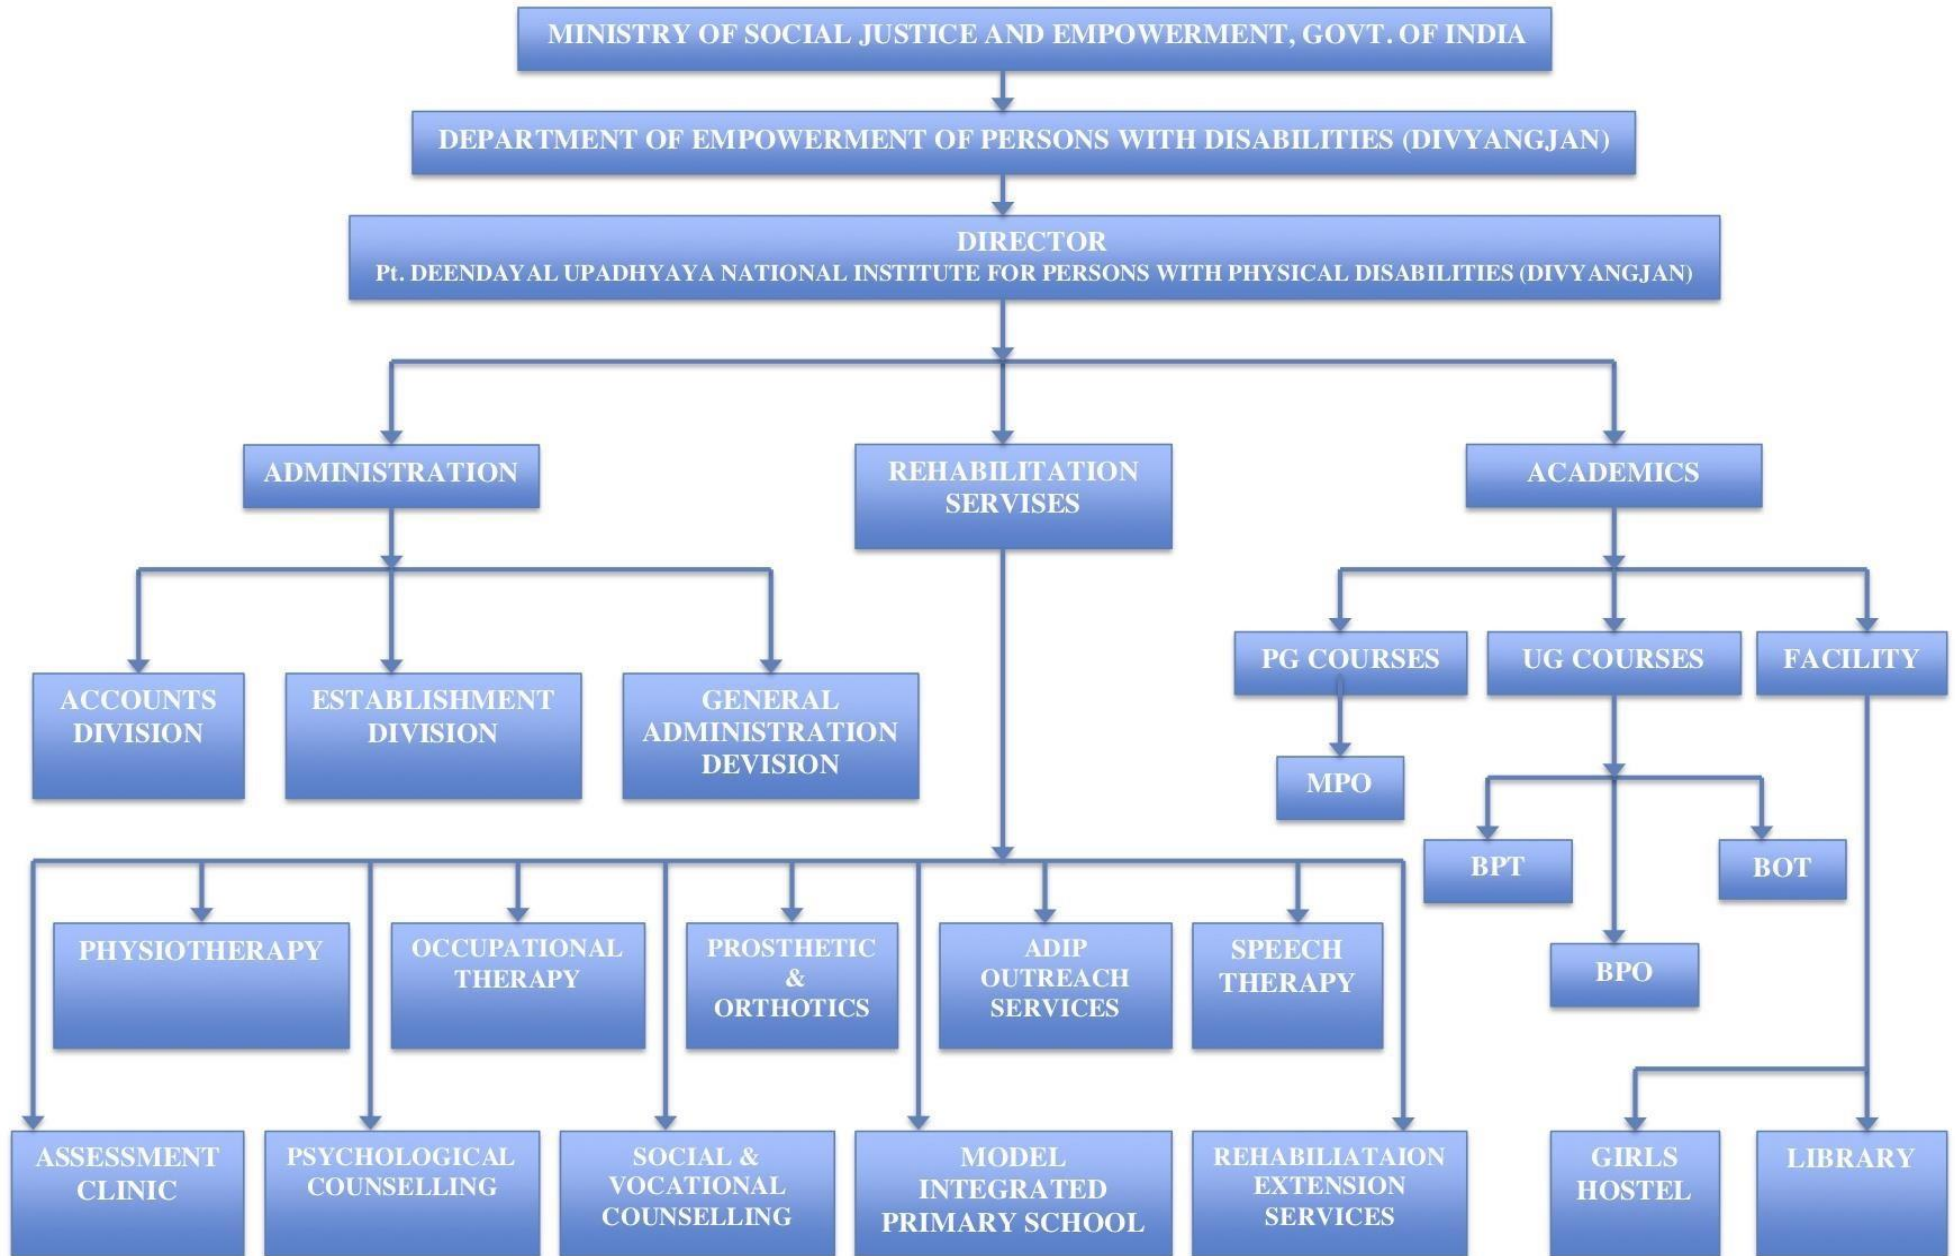 MINISTRY OF SOCIAL JUSTICE AND EMPOWERMENT, GOVT. OF INDIA
DEPARTMENT OF EMPOWERMENT OF PERSONS WITH DISABILITIES (DIVYANGJAN)
DIRECTOR
Pt. DEENDAYAL UPADHYAYA NATIONAL INSTITUTE FOR PERSONS WITH PHYSICAL DISABILITIES (DIVYANGJAN)
ADMINISTRATION
REHABILITATION
SERVISES
ACADEMICS
ACCOUNTS
DIVISION
ESTABLISHMENT
DIVISION
GENERAL
ADMINISTRATION
DEVISION
PG COURSES
UG COURSES
FACILITY
MPO
BPT
BOT
BPO
PHYSIOTHERAPY
OCCUPATIONAL
THERAPY
PROSTHETIC
&
ORTHOTICS
ADIP
OUTREACH
SERVICES
SPEECH
THERAPY
ASSESSMENT
CLINIC
PSYCHOLOGICAL
COUNSELLING
SOCIAL &
VOCATIONAL
COUNSELLING
MODEL
INTEGRATED
PRIMARY SCHOOL
REHABILIATAION
EXTENSION
SERVICES
GIRLS
HOSTEL
LIBRARY